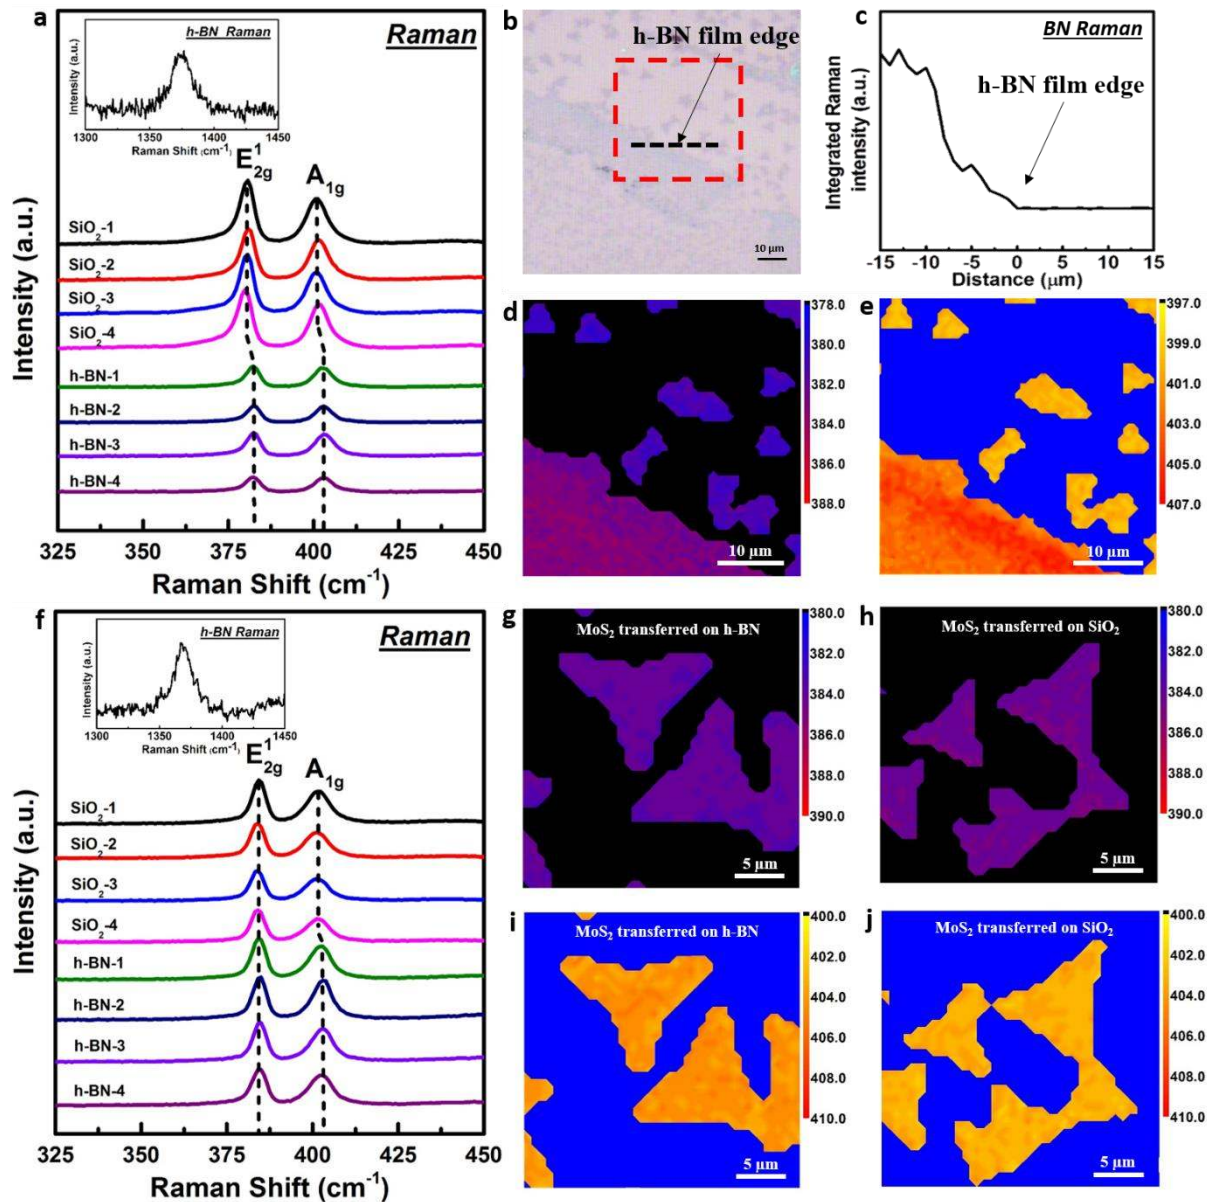 a
h-BN Raman
Raman
Intensity (a.u.)
1300 1350 1400 1450
Raman Shift (cm⁻¹)
E¹₂g
A₁g
SiO₂-1
SiO₂-2
SiO₂-3
SiO₂-4
h-BN-1
h-BN-2
h-BN-3
h-BN-4
Intensity (a.u.)
325 350 375 400 425 450
Raman Shift (cm⁻¹)
b
h-BN film edge
10 μm
c
BN Raman
h-BN film edge
Integrated Raman
intensity (a.u.)
-15 -10 -5 0 5 10 15
Distance (μm)
d
378.0
380.0
382.0
384.0
386.0
388.0
10 μm
e
397.0
399.0
401.0
403.0
405.0
407.0
10 μm
f
h-BN Raman
Raman
Intensity (a.u.)
1300 1350 1400 1450
Raman Shift (cm⁻¹)
E¹₂g
A₁g
SiO₂-1
SiO₂-2
SiO₂-3
SiO₂-4
h-BN-1
h-BN-2
h-BN-3
h-BN-4
Intensity (a.u.)
325 350 375 400 425 450
Raman Shift (cm⁻¹)
g
MoS₂ transferred on h-BN
380.0
382.0
384.0
386.0
388.0
390.0
5 μm
h
MoS₂ transferred on SiO₂
380.0
382.0
384.0
386.0
388.0
390.0
5 μm
i
MoS₂ transferred on h-BN
400.0
402.0
404.0
406.0
408.0
410.0
5 μm
j
MoS₂ transferred on SiO₂
400.0
402.0
404.0
406.0
408.0
410.0
5 μm